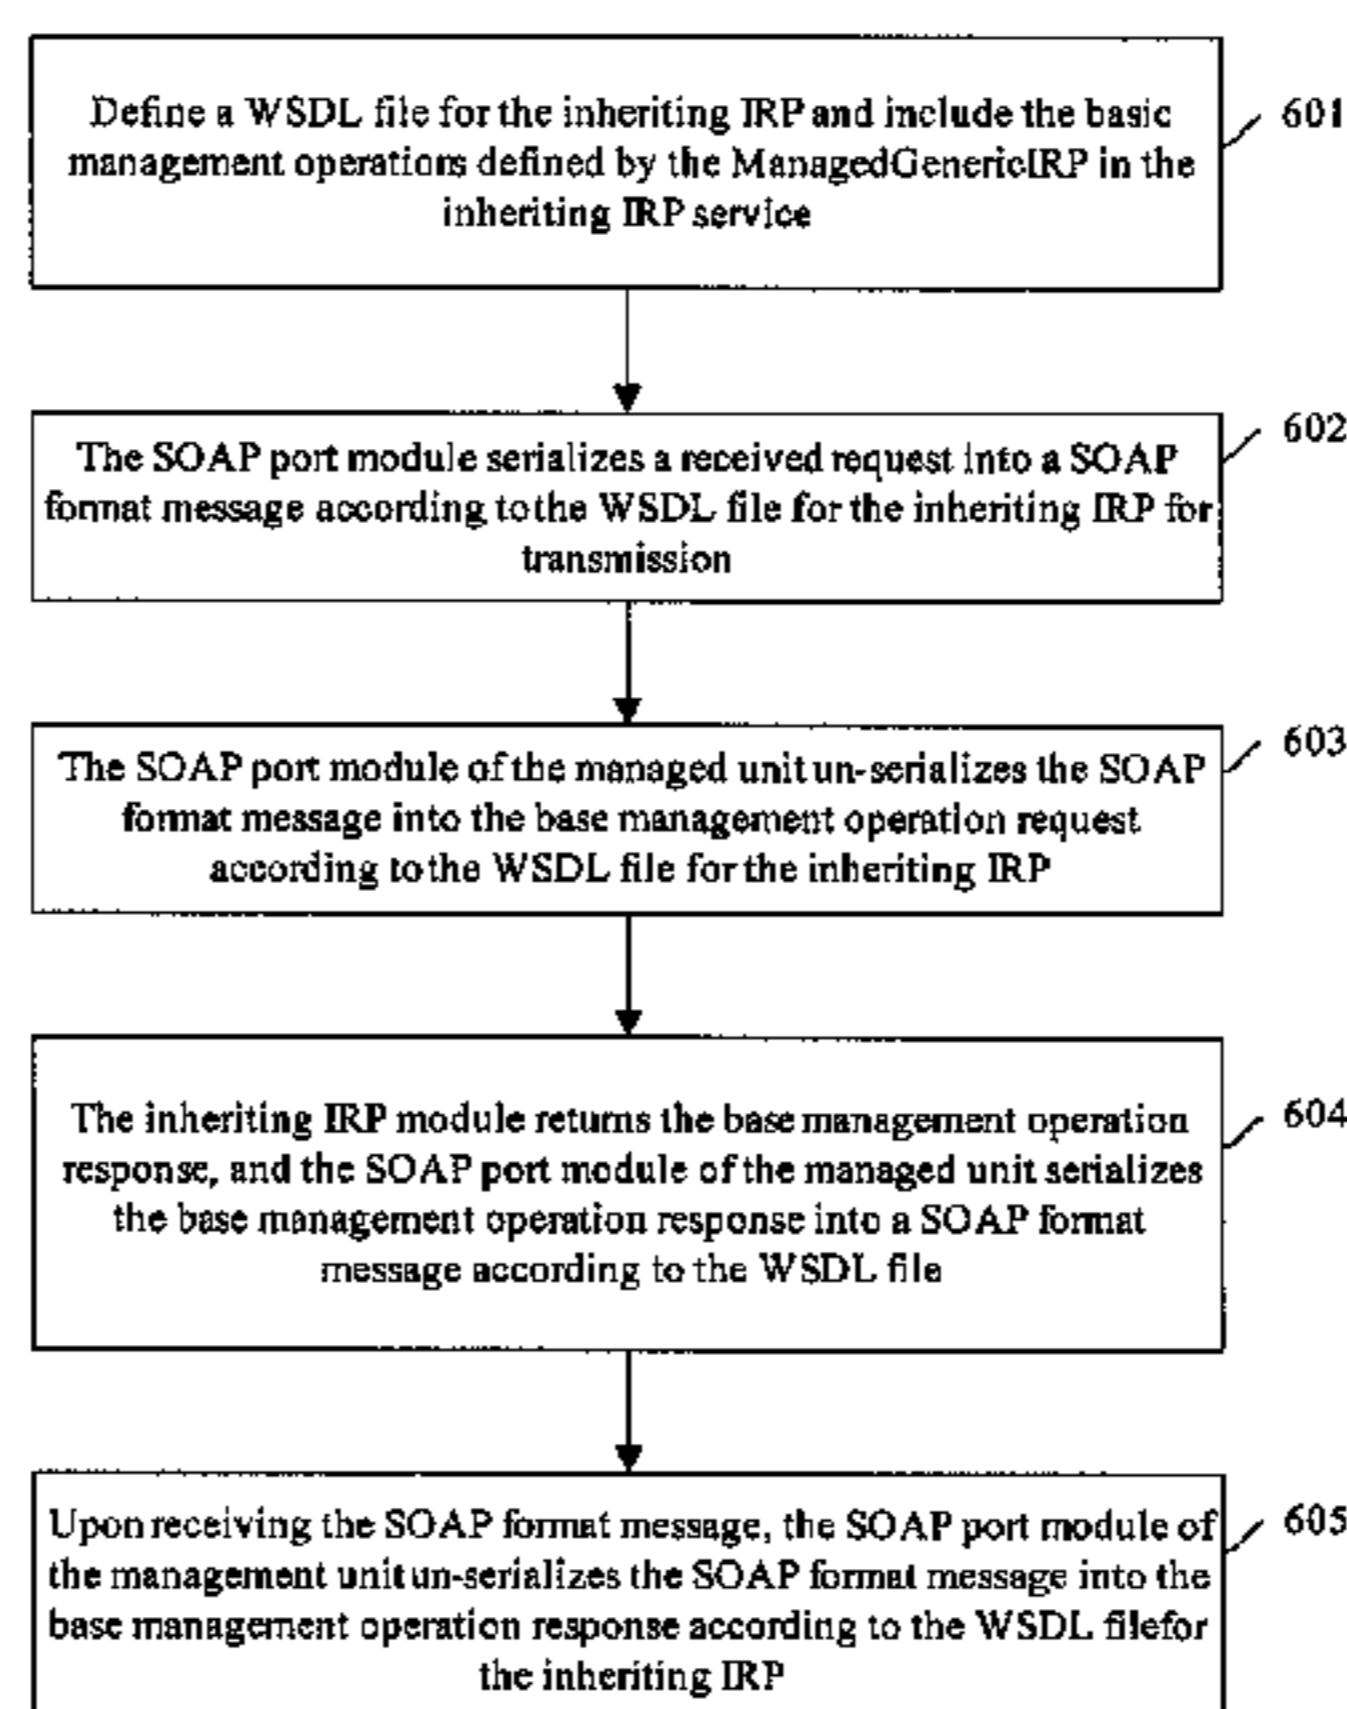 Define a WSDL file for the inheriting IRP and include the basic
management operations defined by the ManagedGenericIRP in the
inheriting IRP service
601
The SOAP port module serializes a received request into a SOAP
format message according to the WSDL file for the inheriting IRP for
transmission
602
The SOAP port module of the managed unit un-serializes the SOAP
format message into the base management operation request
according to the WSDL file for the inheriting IRP
603
The inheriting IRP module returns the base management operation
response, and the SOAP port module of the managed unit serializes
the base management operation response into a SOAP format
message according to the WSDL file
604
Upon receiving the SOAP format message, the SOAP port module of
the management unit un-serializes the SOAP format message into the
base management operation response according to the WSDL filefor
the inheriting IRP
605